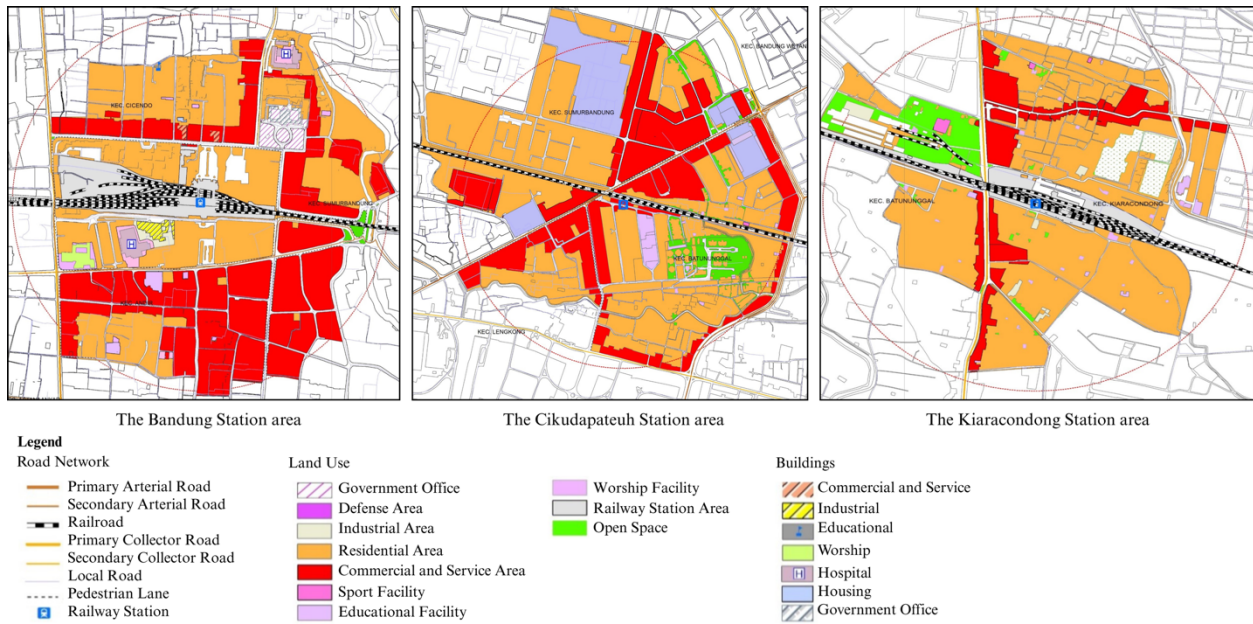 KEC. CICENDO
KEC. SUMURBANDUNG
H
H
KEC. BANDUNG WETAN
KEC. SUMURBANDUNG
KEC. BATUNUNGGAL
KEC. LENGKONG
KEC. BATUNUNGGAL
KEC. KIARACONDONG
The Bandung Station area
The Cikudapateuh Station area
The Kiaracondong Station area
Legend
Road Network
Primary Arterial Road
Secondary Arterial Road
Railroad
Primary Collector Road
Secondary Collector Road
Local Road
Pedestrian Lane
Railway Station
Land Use
Government Office
Defense Area
Industrial Area
Residential Area
Commercial and Service Area
Sport Facility
Educational Facility
Worship Facility
Railway Station Area
Open Space
Buildings
Commercial and Service
Industrial
Educational
Worship
H Hospital
Housing
Government Office